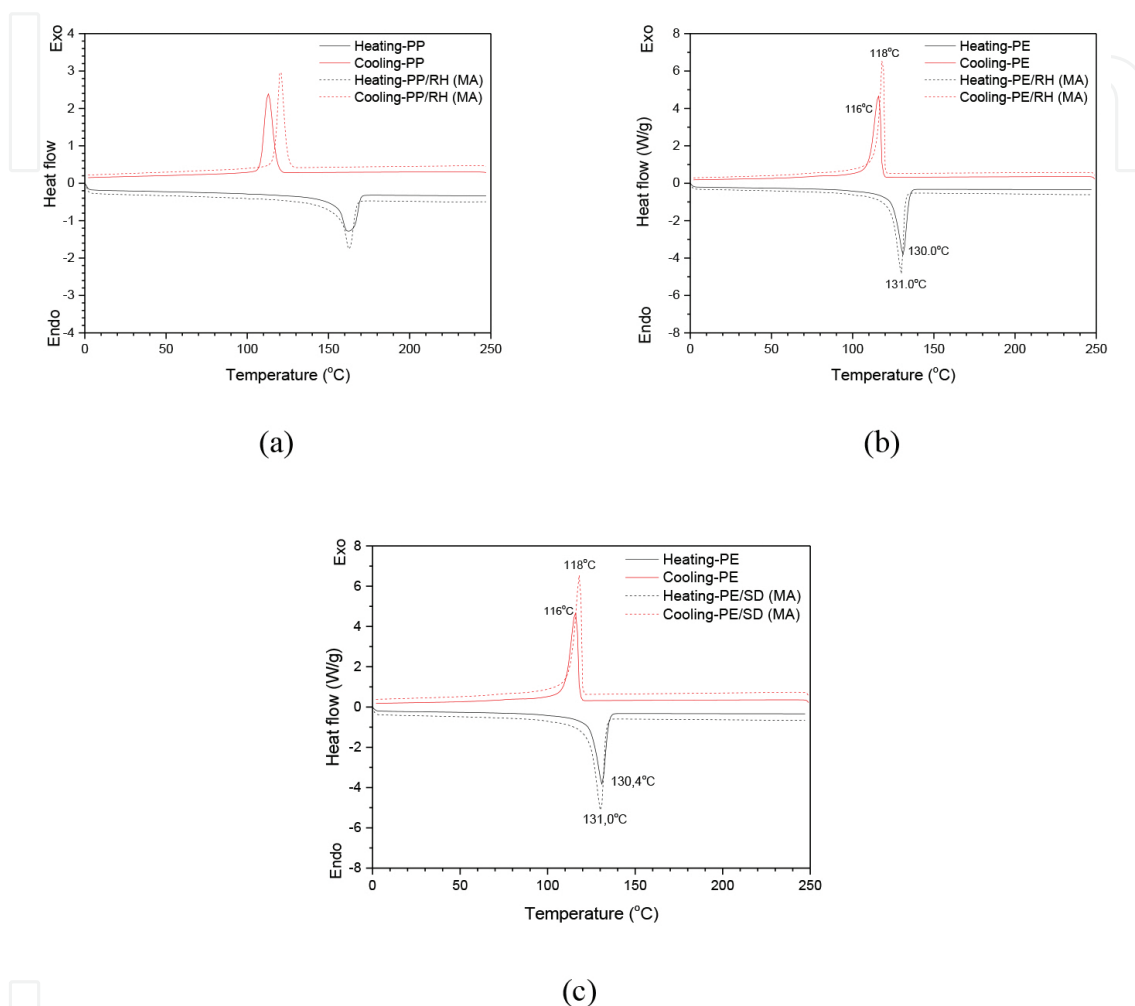 Exo
4
3
2
1
0
-1
-2
-3
-4
Endo
Heat flow
Heating-PP
Cooling-PP
Heating-PP/RH (MA)
Cooling-PP/RH (MA)
0 50 100 150 200 250
Temperature (°C)
(a)
Exo
8
6
4
2
0
-2
-4
-6
-8
Endo
Heat flow (W/g)
118°C
116°C
Heating-PE
Cooling-PE
Heating-PE/RH (MA)
Cooling-PE/RH (MA)
130.0°C
131.0°C
0 50 100 150 200 250
Temperature (°C)
(b)
Exo
8
6
4
2
0
-2
-4
-6
-8
Endo
Heat flow (W/g)
118°C
116°C
Heating-PE
Cooling-PE
Heating-PE/SD (MA)
Cooling-PE/SD (MA)
130,4°C
131,0°C
0 50 100 150 200 250
Temperature (°C)
(c)